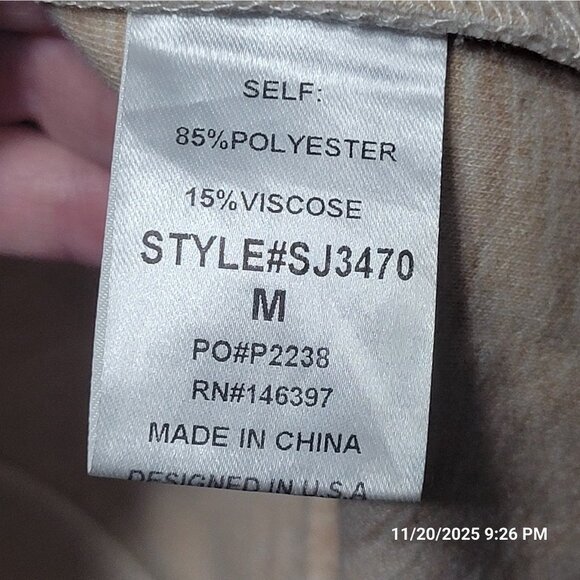 SELF:
85%POLYESTER
15%VISCOSE
STYLE#SJ3470
M
PO#P2238
RN#146397
MADE IN CHINA
DESIGNED IN U.S.A
11/20/2025 9:26 PM